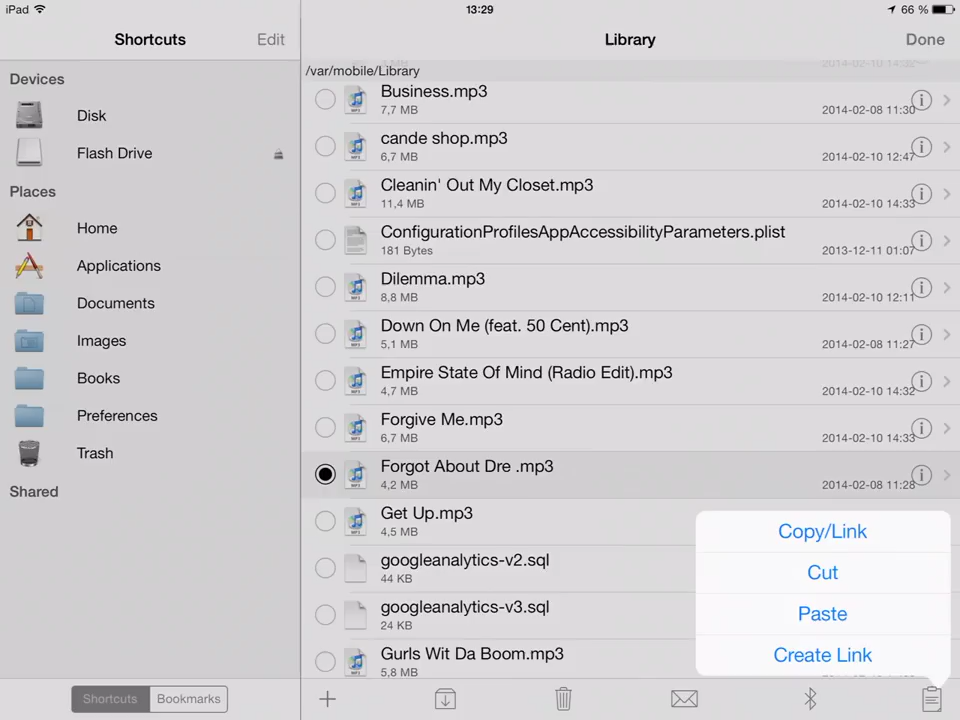 iPad
13:29
66 %
Shortcuts
Edit
Library
Done
Devices
Disk
Flash Drive
Places
Home
Applications
Documents
Images
Books
Preferences
Trash
Shared
Shortcuts
Bookmarks
/var/mobile/Library
Business.mp3
7,7 MB
2014-02-08 11:30
cande shop.mp3
6,7 MB
2014-02-10 12:47
Cleanin' Out My Closet.mp3
11,4 MB
2014-02-10 14:33
ConfigurationProfilesAppAccessibilityParameters.plist
181 Bytes
2013-12-11 01:07
Dilemma.mp3
8,8 MB
2014-02-10 12:11
Down On Me (feat. 50 Cent).mp3
5,1 MB
2014-02-08 11:27
Empire State Of Mind (Radio Edit).mp3
4,7 MB
2014-02-10 14:32
Forgive Me.mp3
6,7 MB
2014-02-10 14:33
Forgot About Dre .mp3
4,2 MB
2014-02-08 11:28
Get Up.mp3
4,5 MB
googleanalytics-v2.sql
44 KB
googleanalytics-v3.sql
24 KB
Gurls Wit Da Boom.mp3
5,8 MB
Copy/Link
Cut
Paste
Create Link